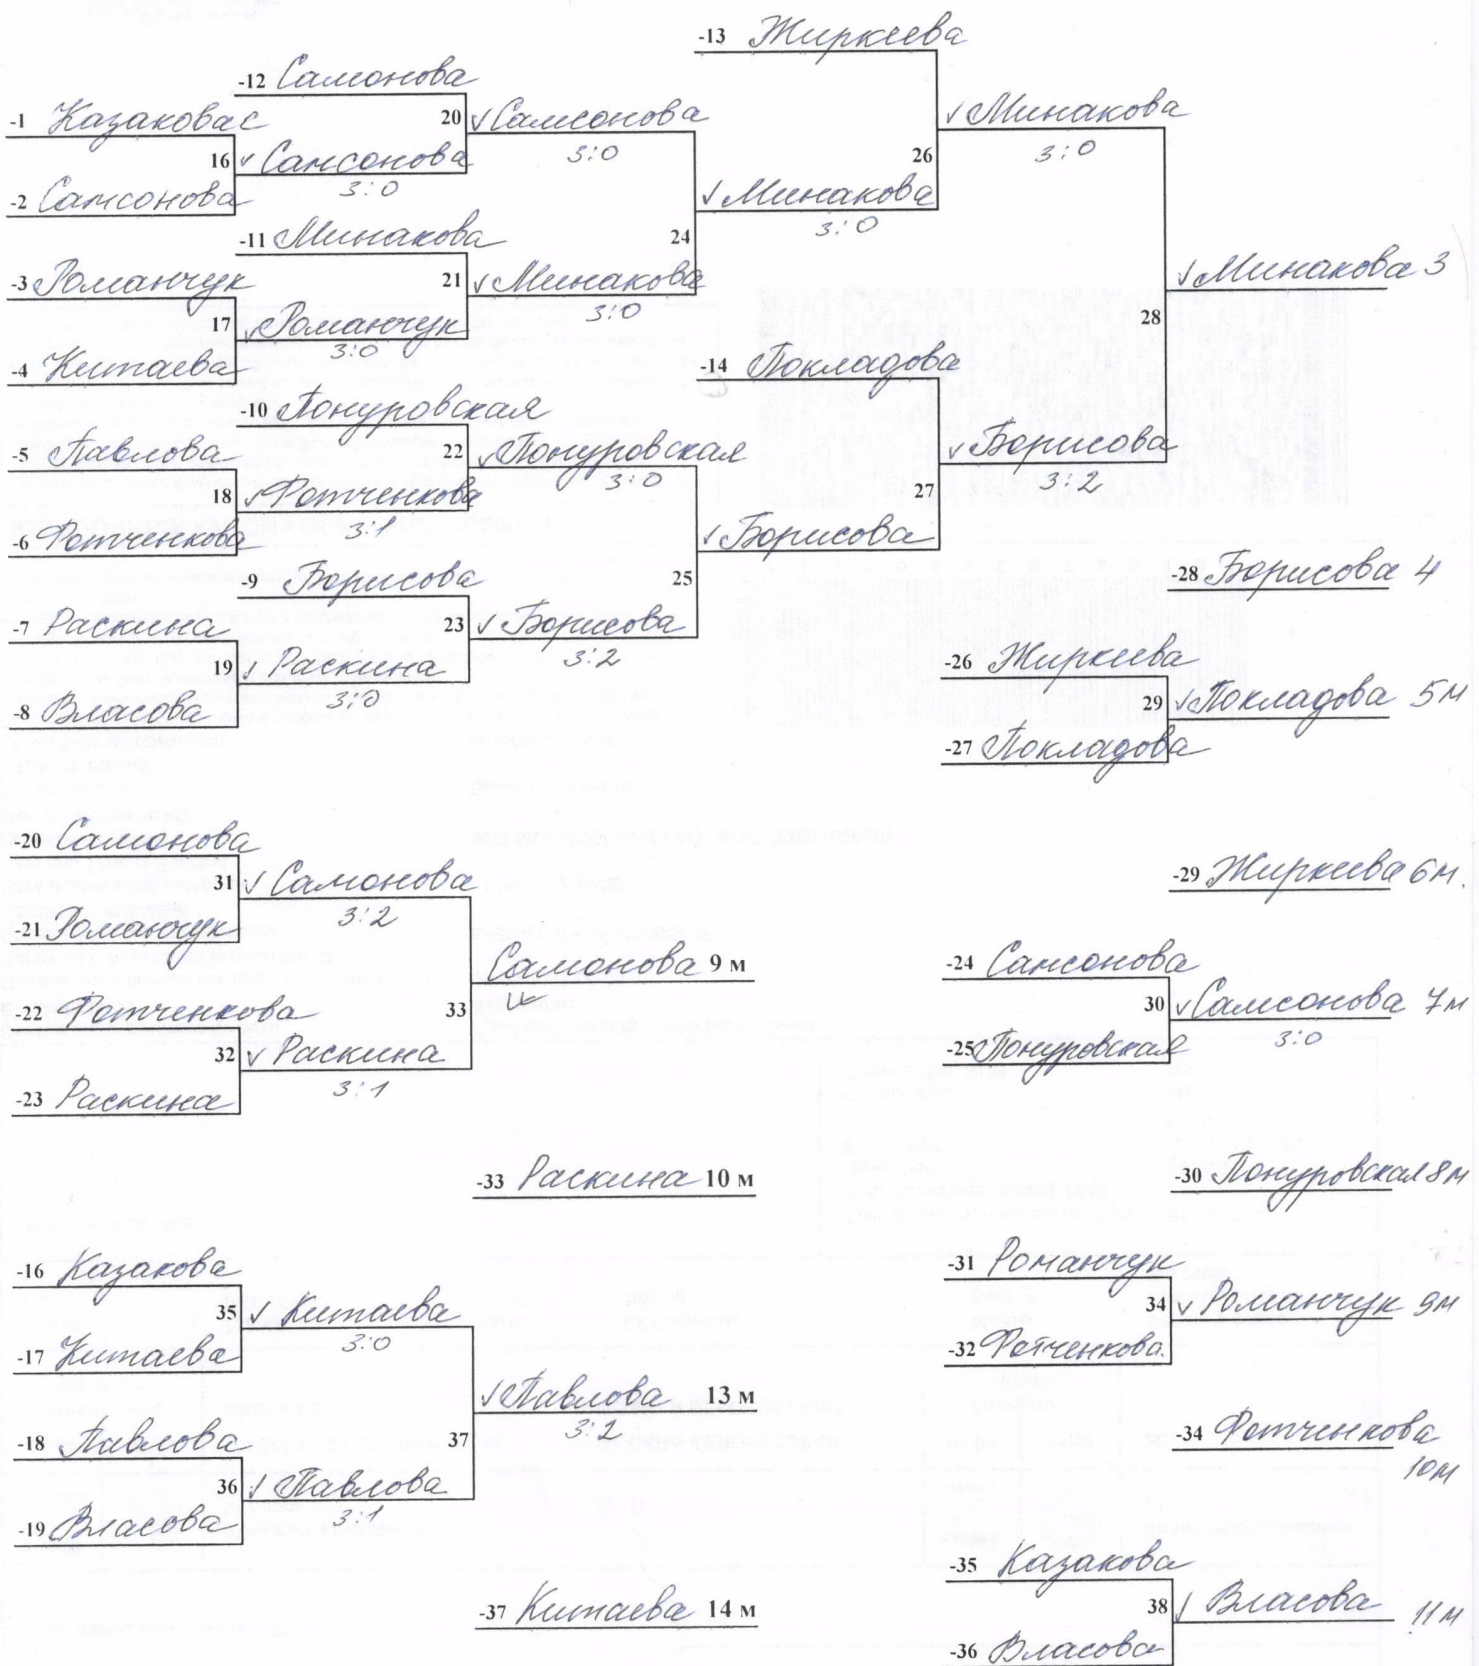 -13 Жиркеева
-12 Самонова
-1 Казакова С
20 Самсонова
Минакова
16 Самсонова
3:0
3:0
26
-2 Самсонова
3:0
Минакова
3:0
-11 Минакова
24
-3 Романчук
21 Минакова
Минакова 3
17 Романчук
3:0
3:0
28
-4 Китаева
-14 Покладова
-10 Понуровская
-5 Павлова
22 Понуровская
Борисова
3:0
3:2
18 Фотченкова
3:1
27
-6 Фотченкова
Борисова
-9 Борисова
25
-28 Борисова 4
-7 Раскина
23 Борисова
3:2
19 Раскина
3:0
-26 Жиркеева
-8 Власова
29 Покладова 5м
-27 Покладова
-20 Самонова
31 Самонова
3:2
-29 Жиркеева 6м.
-21 Романчук
Самонова 9 м
-24 Сансонова
-22 Фотченкова
33
30 Самсонова 7м
3:0
32 Раскина
3:1
-25 Понуровская
-23 Раскина
-33 Раскина 10 м
-30 Понуровская 8м
-16 Казакова
-31 Романчук
35 Китаева
3:0
34 Романчук 9м
-17 Китаева
-32 Фотченкова
Павлова 13 м
3:2
-18 Павлова
37
-34 Фотченкова
10м
36 Павлова
3:1
-19 Власова
-35 Казакова
-37 Китаева 14 м
38 Власова 11м
-36 Власова